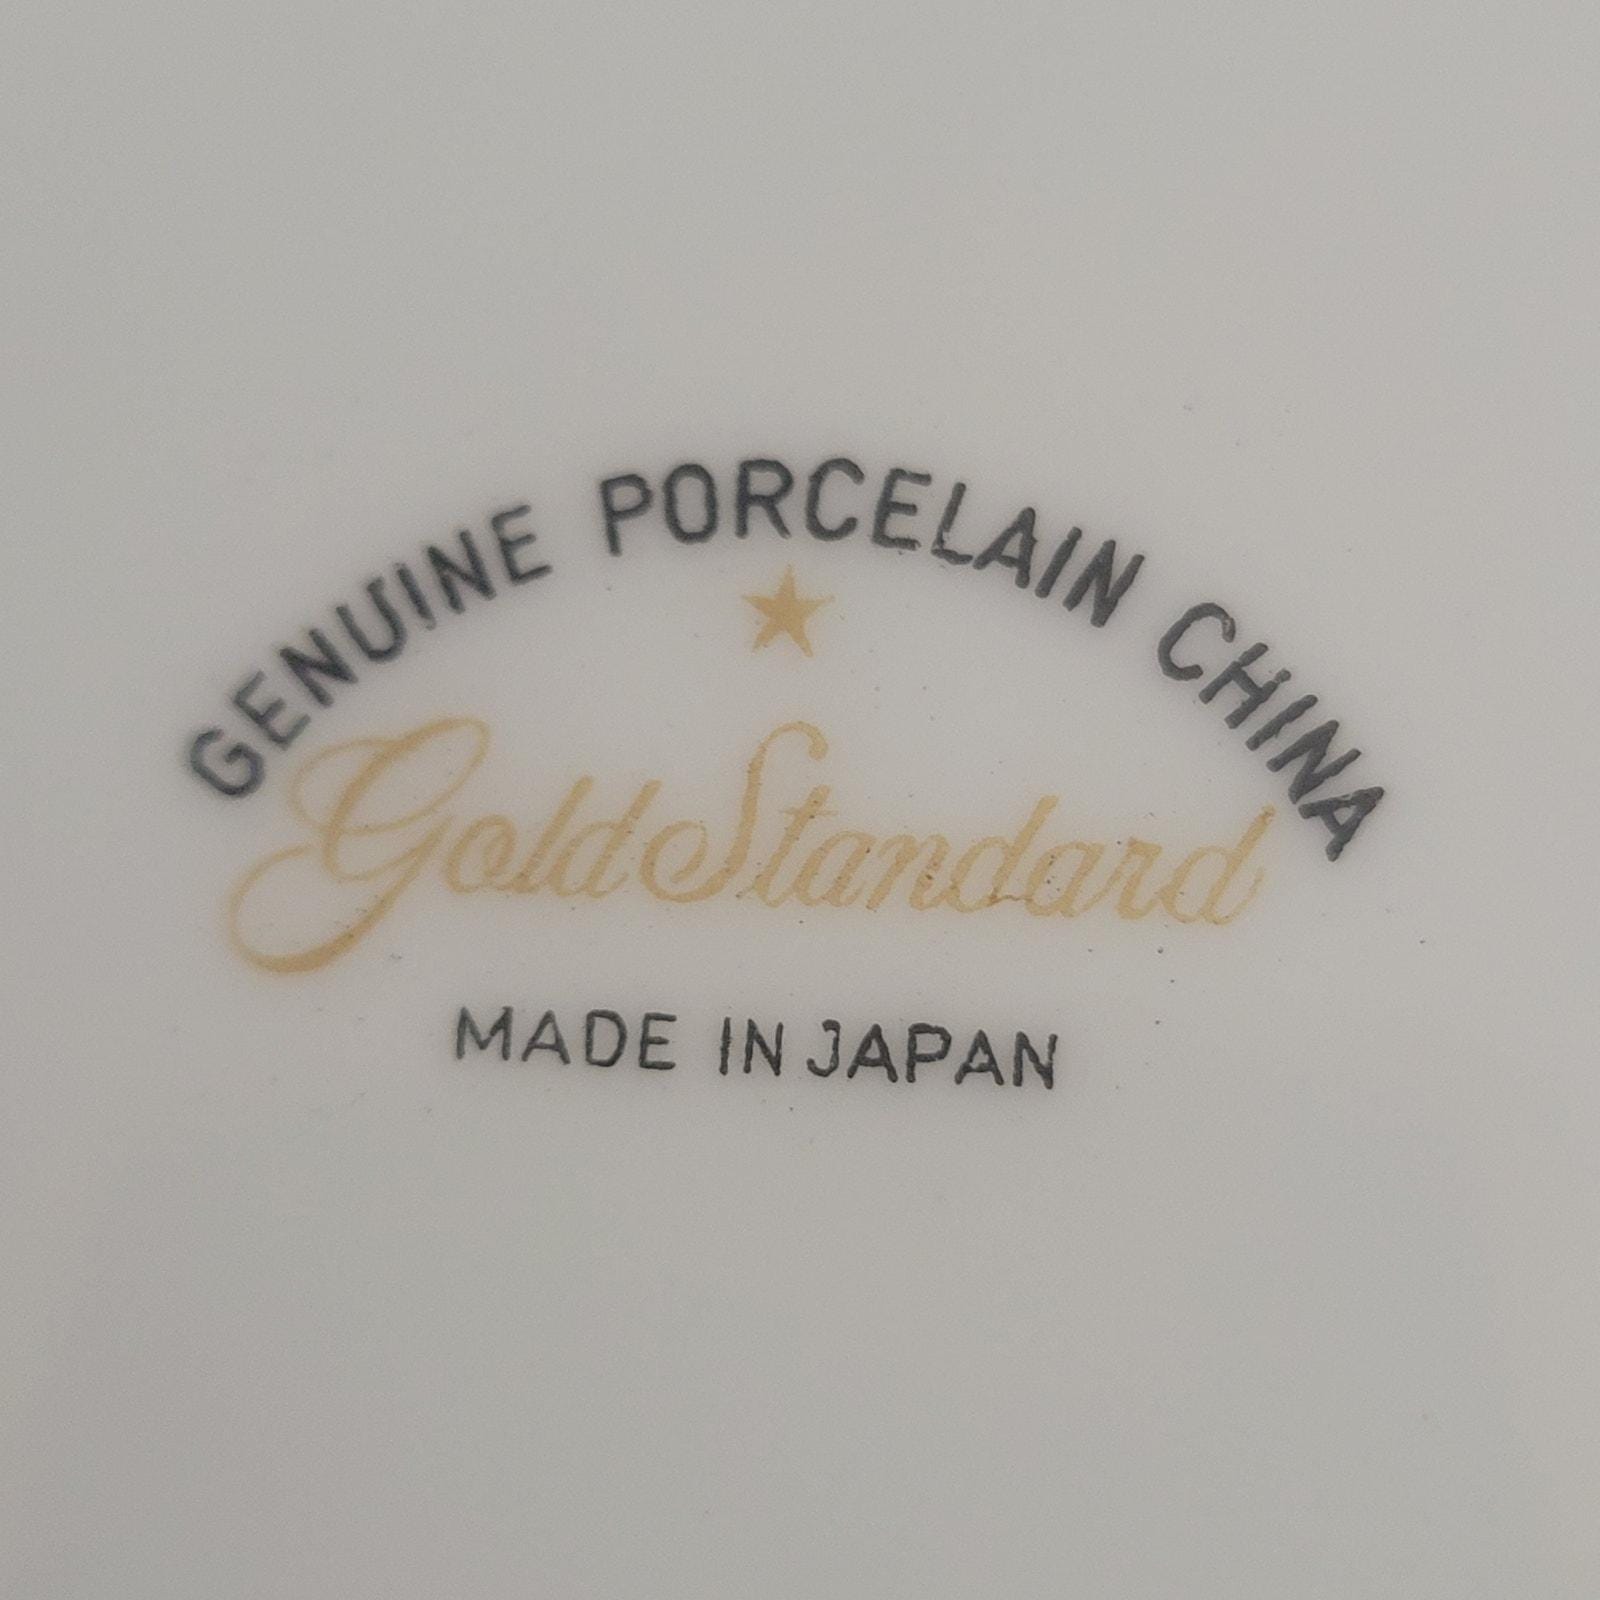 GENUINE PORCELAIN CHINA
Gold Standard
MADE IN JAPAN